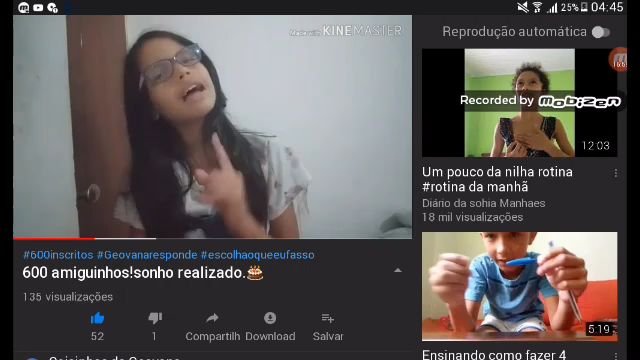 25% 04:45
Made with KINEMASTER
Reprodução automática
Recorded by mobizen
12:03
Um pouco da nilha rotina
#rotina da manhã
Diário da sohia Manhaes
18 mil visualizações
#600inscritos #Geovanaresponde #escolhaoqueeufasso
600 amiguinhos!sonho realizado.🎂
135 visualizações
52
1
Compartilh
Download
Salvar
5:19
Ensinando como fazer 4